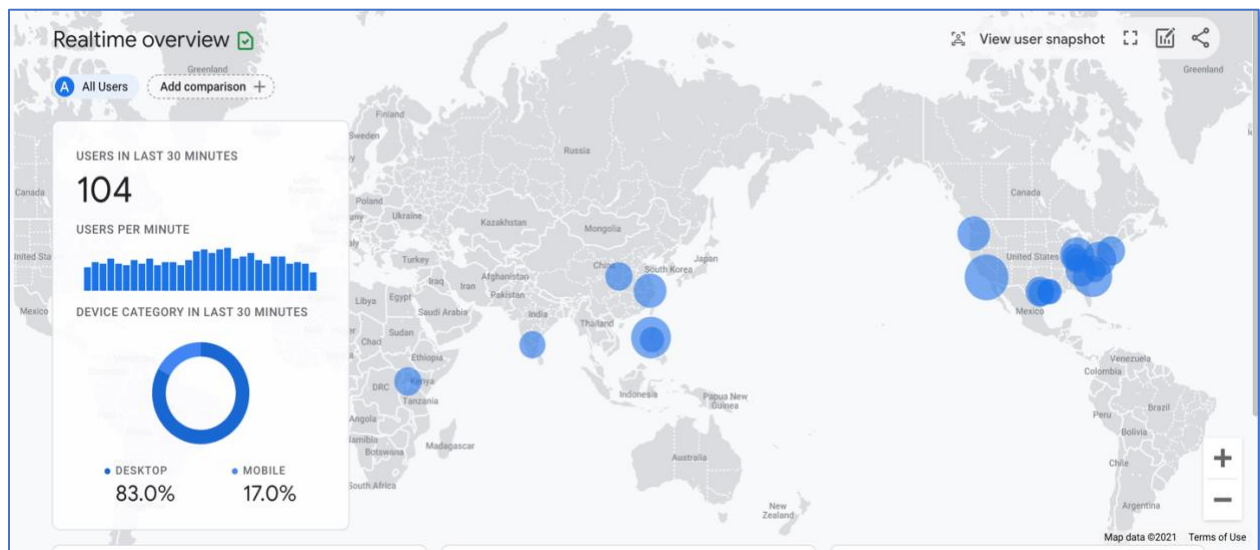 Realtime overview
View user snapshot
A All Users
Add comparison +
USERS IN LAST 30 MINUTES
104
USERS PER MINUTE
DEVICE CATEGORY IN LAST 30 MINUTES
DESKTOP
83.0%
MOBILE
17.0%
Greenland
Canada
United Sta
Mexico
Finland
Sweden
Poland
Ukraine
Russia
Kazakhstan
Mongolia
Turkey
Iraq
Iran
Afghanistan
Pakistan
China
South Korea
Japan
Libya
Egypt
Saudi Arabia
India
Thailand
Chad
Sudan
Ethiopia
DRC
Kenya
Tanzania
Angola
Namibia
Botswana
Madagascar
South Africa
Indonesia
Papua New
Guinea
Australia
New
Zealand
Greenland
Canada
United States
Mexico
Venezuela
Colombia
Peru
Brazil
Bolivia
Chile
Argentina
+
−
Map data ©2021
Terms of Use